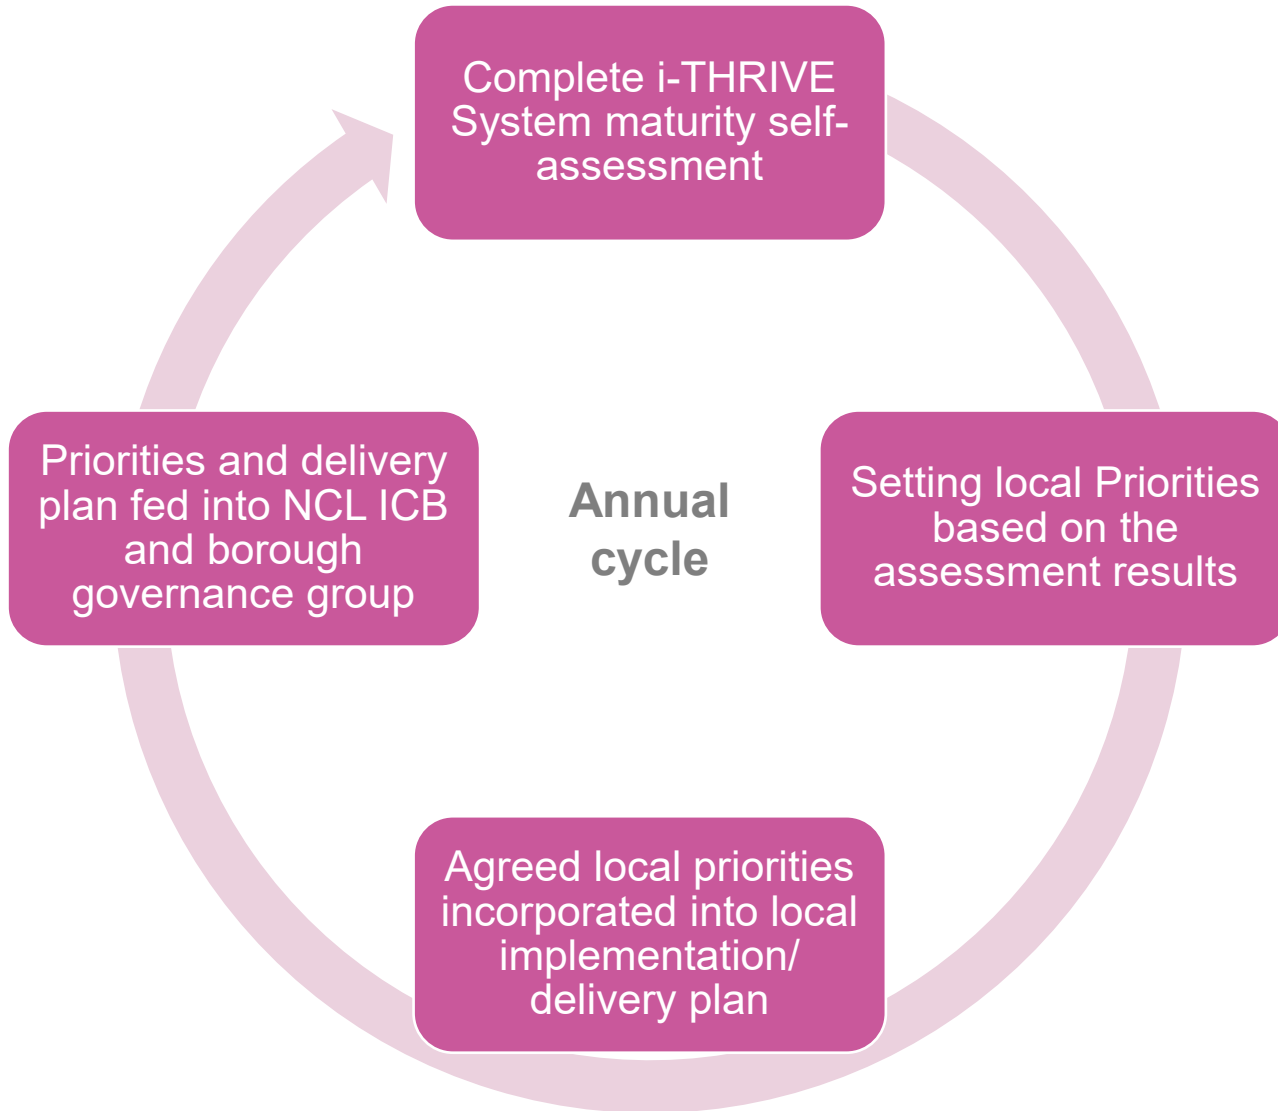 Complete i-THRIVE
System maturity self-
assessment
Priorities and delivery
plan fed into NCL ICB
and borough
governance group
Annual
cycle
Setting local Priorities
based on the
assessment results
Agreed local priorities
incorporated into local
implementation/
delivery plan